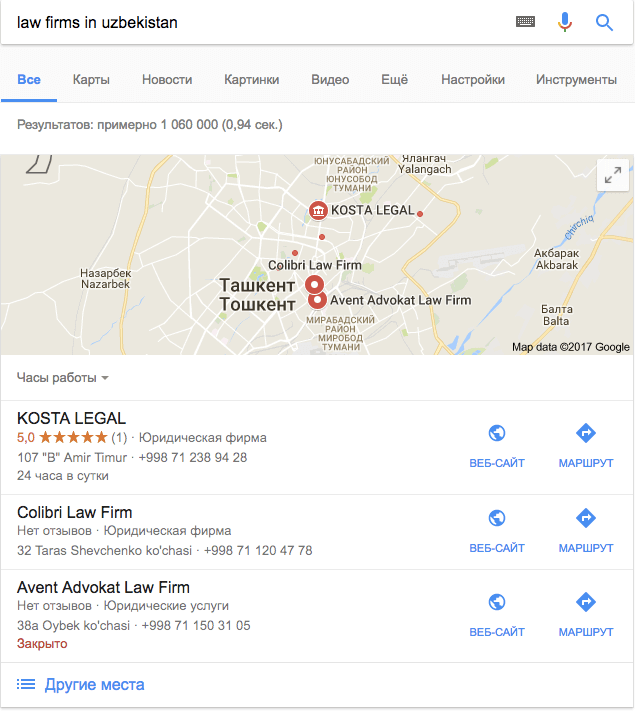 law firms in uzbekistan
Все Карты Новости Картинки Видео Ещё Настройки Инструменты
Результатов: примерно 1 060 000 (0,94 сек.)
ЮНУСАБАДСКИЙ
РАЙОН
ЮНУСОБОД
ТУМАНИ
Ялангач
Yalangach
KOSTA LEGAL
Chirciq
Colibri Law Firm
Акбарак
Akbarak
Назарбек
Nazarbek
Ташкент
Тошкент
Avent Advokat Law Firm
Балта
Balta
МИРАБАДСКИЙ
РАЙОН
МИРОБОД
ТУМАНИ
Map data ©2017 Google
Часы работы
KOSTA LEGAL
5,0 ★★★★★ (1) · Юридическая фирма
107 "B" Amir Timur · +998 71 238 94 28
24 часа в сутки
ВЕБ-САЙТ МАРШРУТ
Colibri Law Firm
Нет отзывов · Юридическая фирма
32 Taras Shevchenko ko'chasi · +998 71 120 47 78
ВЕБ-САЙТ МАРШРУТ
Avent Advokat Law Firm
Нет отзывов · Юридические услуги
38a Oybek ko'chasi · +998 71 150 31 05
Закрыто
ВЕБ-САЙТ МАРШРУТ
Другие места